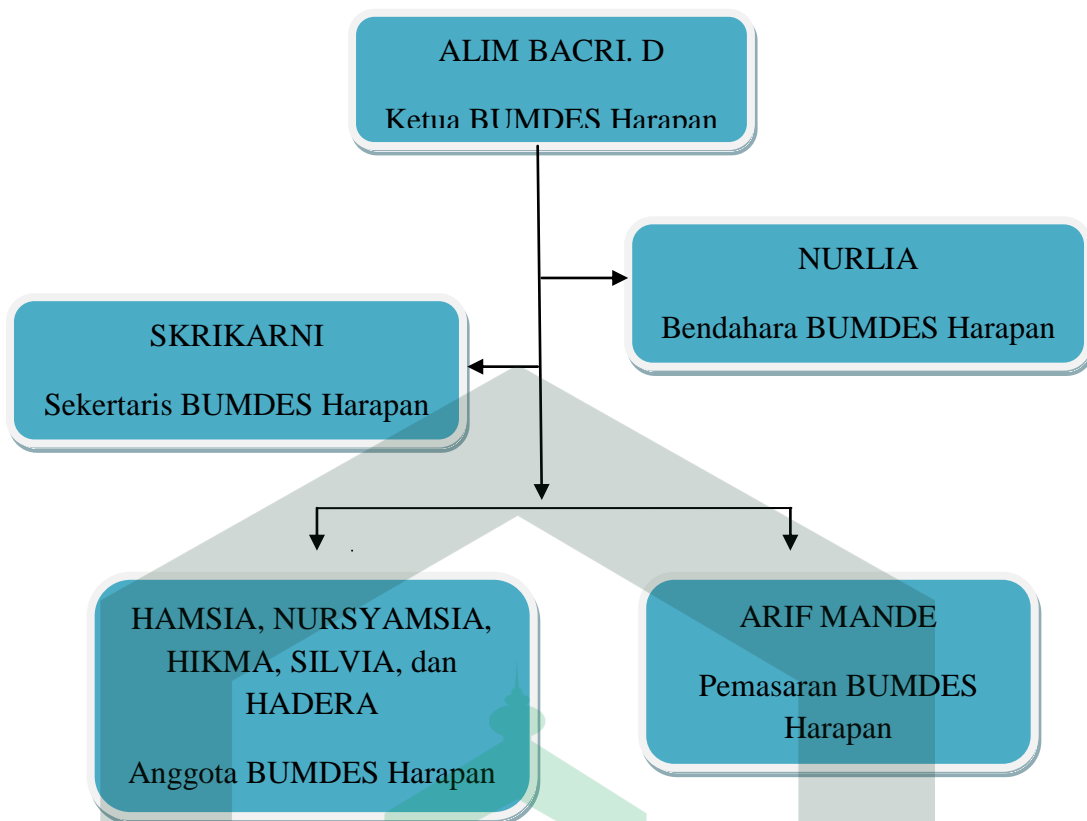 ALIM BACRI. D
Ketua BUMDES Harapan
NURLIA
Bendahara BUMDES Harapan
SKRIKARNI
Sekertaris BUMDES Harapan
HAMSIA, NURSYAMSIA,
HIKMA, SILVIA, dan
HADERA
Anggota BUMDES Harapan
ARIF MANDE
Pemasaran BUMDES
Harapan